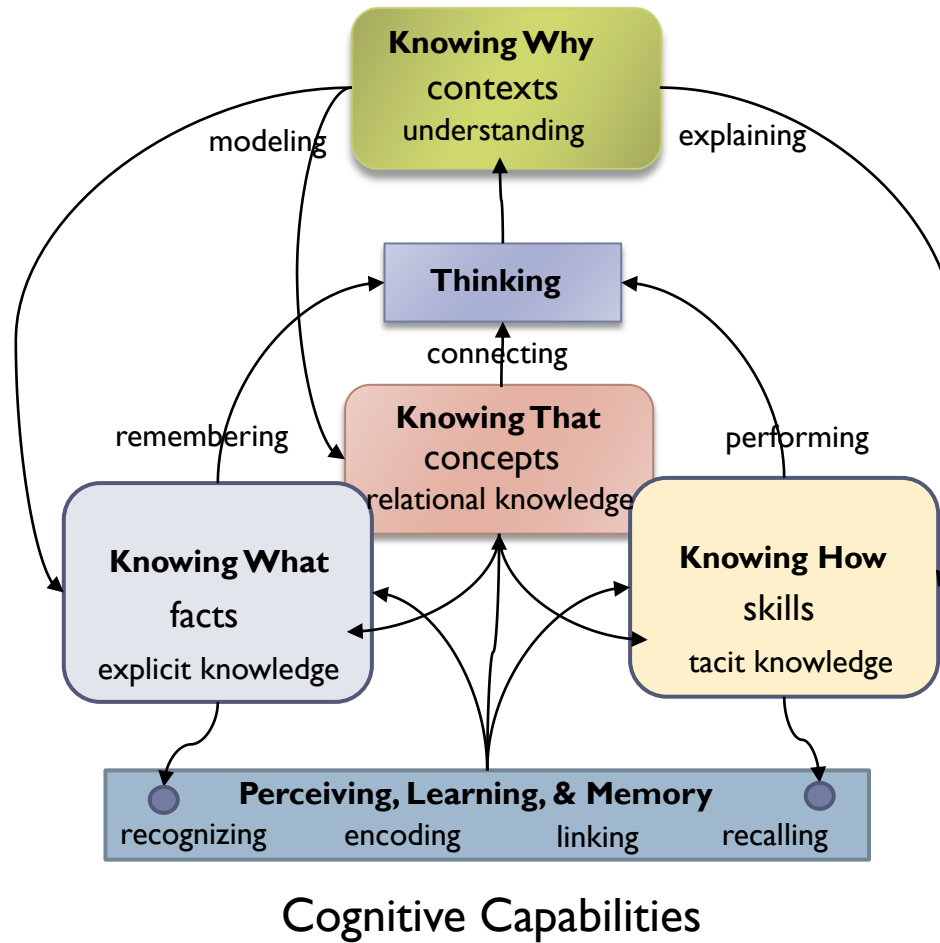 Knowing Why
contexts
understanding
modeling
explaining
Thinking
connecting
remembering
Knowing That
concepts
relational knowledge
performing
Knowing What
facts
explicit knowledge
Knowing How
skills
tacit knowledge
Perceiving, Learning, & Memory
recognizing encoding linking recalling
Cognitive Capabilities